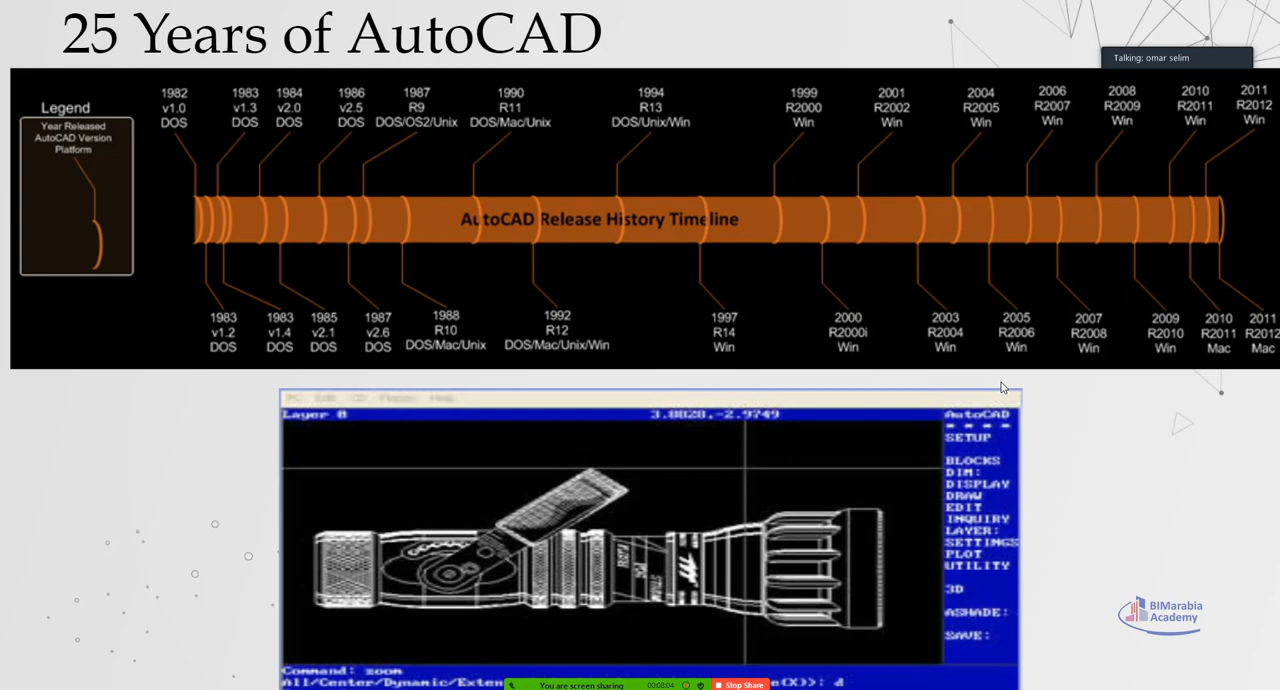 25 Years of AutoCAD
Talking: omar selim
Legend
Year Released
AutoCAD Version
Platform
1982
v1.0
DOS
1983
v1.3
DOS
1984
v2.0
DOS
1986
v2.5
DOS
1987
R9
DOS/OS2/Unix
1990
R11
DOS/Mac/Unix
1994
R13
DOS/Unix/Win
1999
R2000
Win
2001
R2002
Win
2004
R2005
Win
2006
R2007
Win
2008
R2009
Win
2010
R2011
Win
2011
R2012
Win
AutoCAD Release History Timeline
1983
v1.2
DOS
1983
v1.4
DOS
1985
v2.1
DOS
1987
v2.6
DOS
1988
R10
DOS/Mac/Unix
1992
R12
DOS/Mac/Unix/Win
1997
R14
Win
2000
R2000i
Win
2003
R2004
Win
2005
R2006
Win
2007
R2008
Win
2009
R2010
Win
2010
R2011
Mac
2011
R2012
Mac
Layer 0
3.8828,-2.9749
AutoCAD
* * * *
SETUP
BLOCKS
DIM:
DISPLAY
DRAW
EDIT
INQUIRY
LAYER:
SETTINGS
PLOT
UTILITY
3D
ASHADE:
SAVE:
Command: zoom
All/Center/Dynamic/Exten
e(X)>: d
BIMarabia
Academy
You are screen sharing
00:08:04
Stop Share